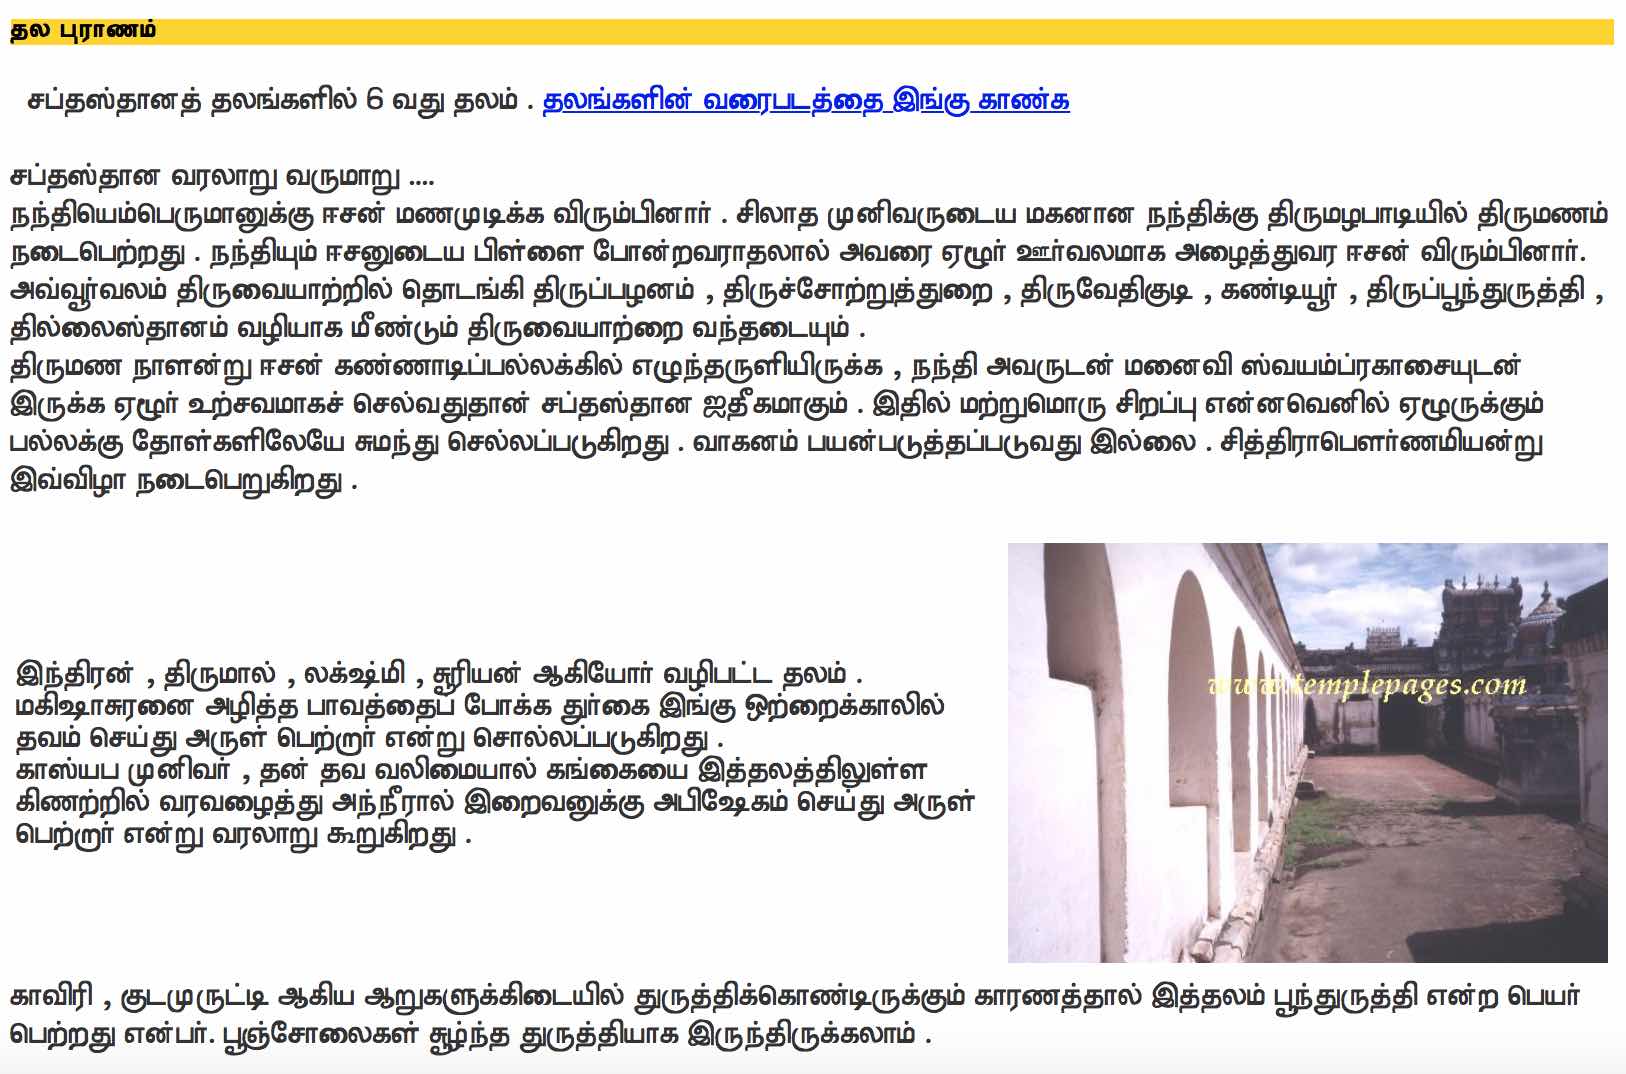 தல புராணம்
சப்தஸ்தானத் தலங்களில் 6 வது தலம் . தலங்களின் வரைபடத்தை இங்கு காண்க
சப்தஸ்தான வரலாறு வருமாறு ....
நந்தியெம்பெருமானுக்கு ஈசன் மணமுடிக்க விரும்பினார் . சிலாத முனிவருடைய மகனான நந்திக்கு திருமழபாடியில் திருமணம்
நடைபெற்றது . நந்தியும் ஈசனுடைய பிள்ளை போன்றவராதலால் அவரை ஏழூர் ஊர்வலமாக அழைத்துவர ஈசன் விரும்பினார்.
அவ்வூர்வலம் திருவையாற்றில் தொடங்கி திருப்பழனம் , திருச்சோற்றுத்துறை , திருவேதிகுடி , கண்டியூர் , திருப்பூந்துருத்தி ,
தில்லைஸ்தானம் வழியாக மீண்டும் திருவையாற்றை வந்தடையும் .
திருமண நாளன்று ஈசன் கண்ணாடிப்பல்லக்கில் எழுந்தருளியிருக்க , நந்தி அவருடன் மனைவி ஸ்வயம்ப்ரகாசையுடன்
இருக்க ஏழூர் உற்சவமாகச் செல்வதுதான் சப்தஸ்தான ஐதீகமாகும் . இதில் மற்றுமொரு சிறப்பு என்னவெனில் ஏழூருக்கும்
பல்லக்கு தோள்களிலேயே சுமந்து செல்லப்படுகிறது . வாகனம் பயன்படுத்தப்படுவது இல்லை . சித்திராபௌர்ணமியன்று
இவ்விழா நடைபெறுகிறது .
இந்திரன் , திருமால் , லக்ஷ்மி , சூரியன் ஆகியோர் வழிபட்ட தலம் .
மகிஷாசுரனை அழித்த பாவத்தைப் போக்க துர்கை இங்கு ஒற்றைக்காலில்
தவம் செய்து அருள் பெற்றார் என்று சொல்லப்படுகிறது .
காஸ்யப முனிவர் , தன் தவ வலிமையால் கங்கையை இத்தலத்திலுள்ள
கிணற்றில் வரவழைத்து அந்நீரால் இறைவனுக்கு அபிஷேகம் செய்து அருள்
பெற்றார் என்று வரலாறு கூறுகிறது .
www.templepages.com
காவிரி , குடமுருட்டி ஆகிய ஆறுகளுக்கிடையில் துருத்திக்கொண்டிருக்கும் காரணத்தால் இத்தலம் பூந்துருத்தி என்ற பெயர்
பெற்றது என்பர். பூஞ்சோலைகள் சூழ்ந்த துருத்தியாக இருந்திருக்கலாம் .